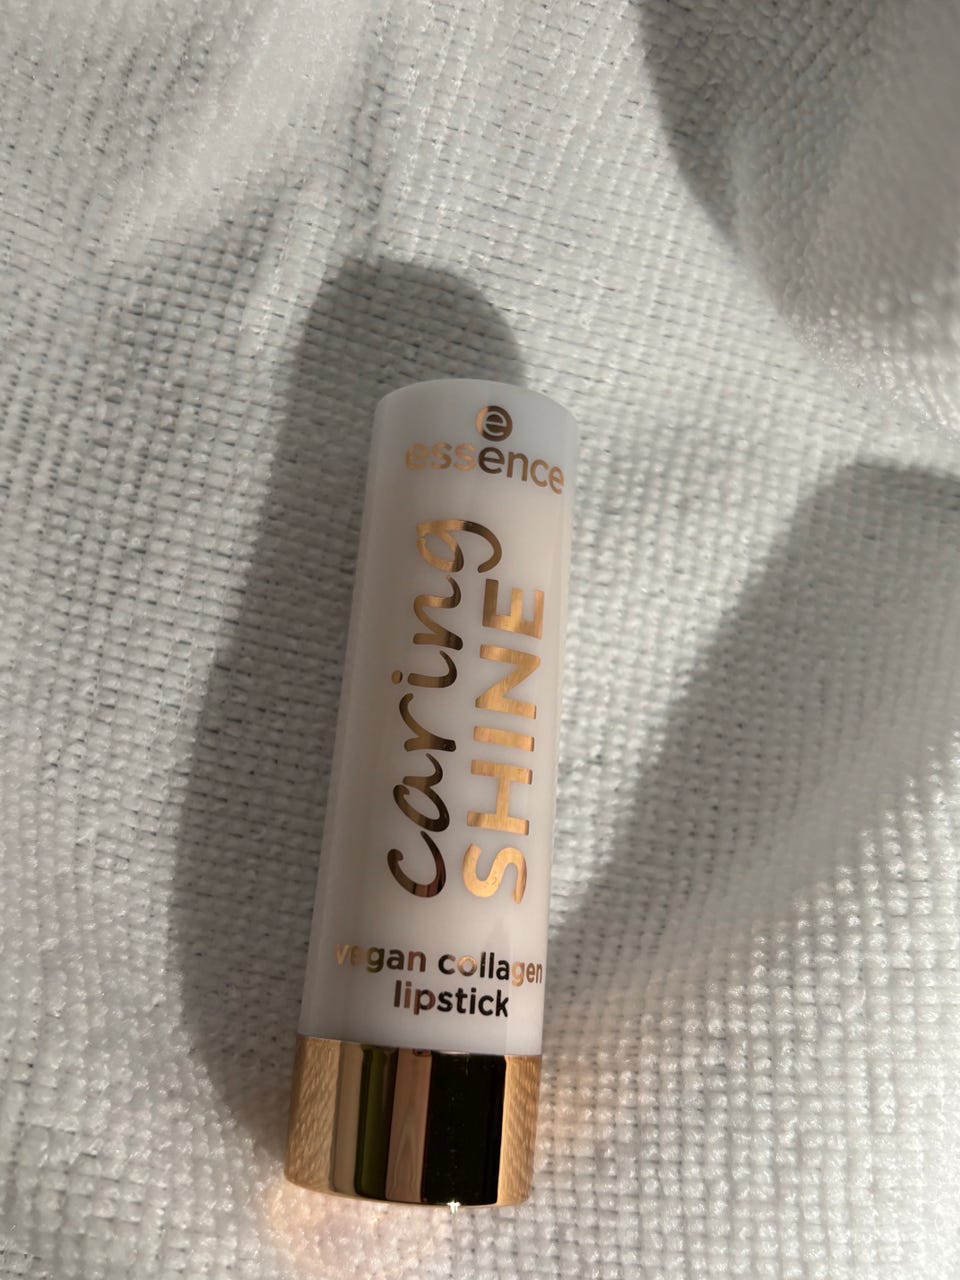 e
essence
caring
SHINE
vegan collagen
lipstick